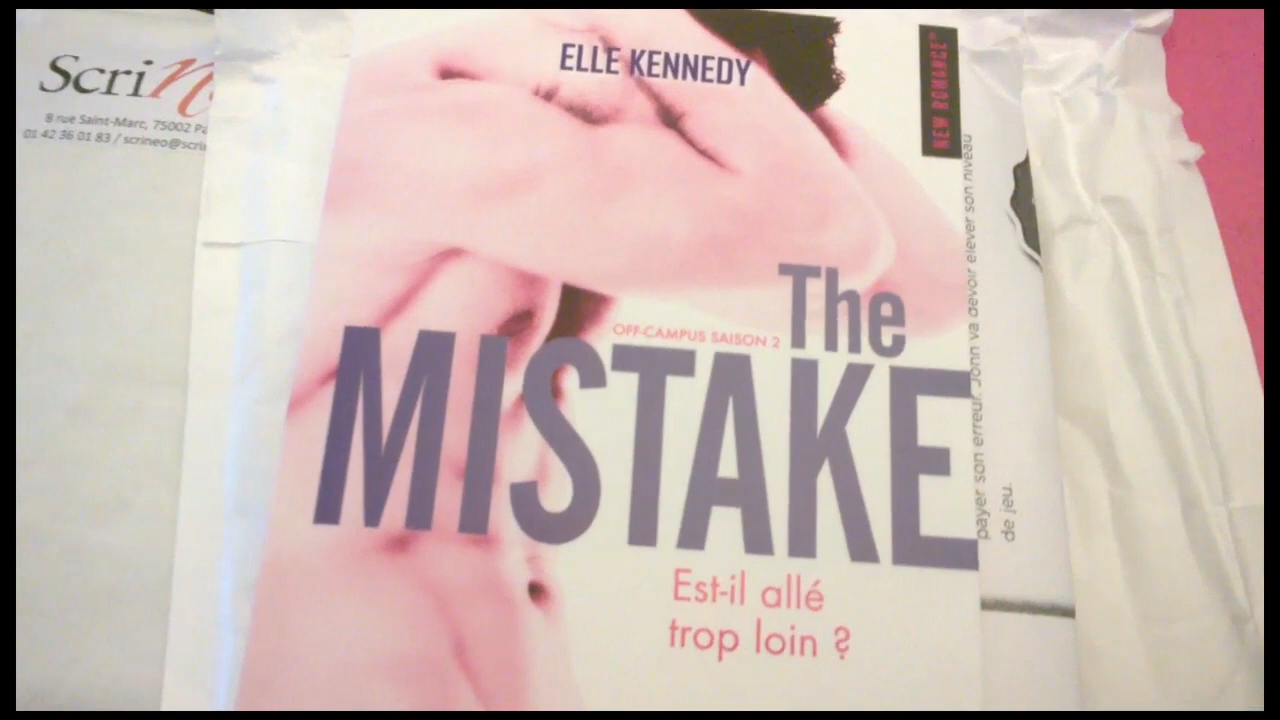 Scrin
8 rue Saint-Marc, 75002 Pa
01 42 36 01 83 / scrineo@scri
ELLE KENNEDY
NEW ROMANCE
The
OFF-CAMPUS SAISON 2
MISTAKE
Est-il allé
trop loin ?
payer son erreur. John va devoir élever son niveau
de jeu.